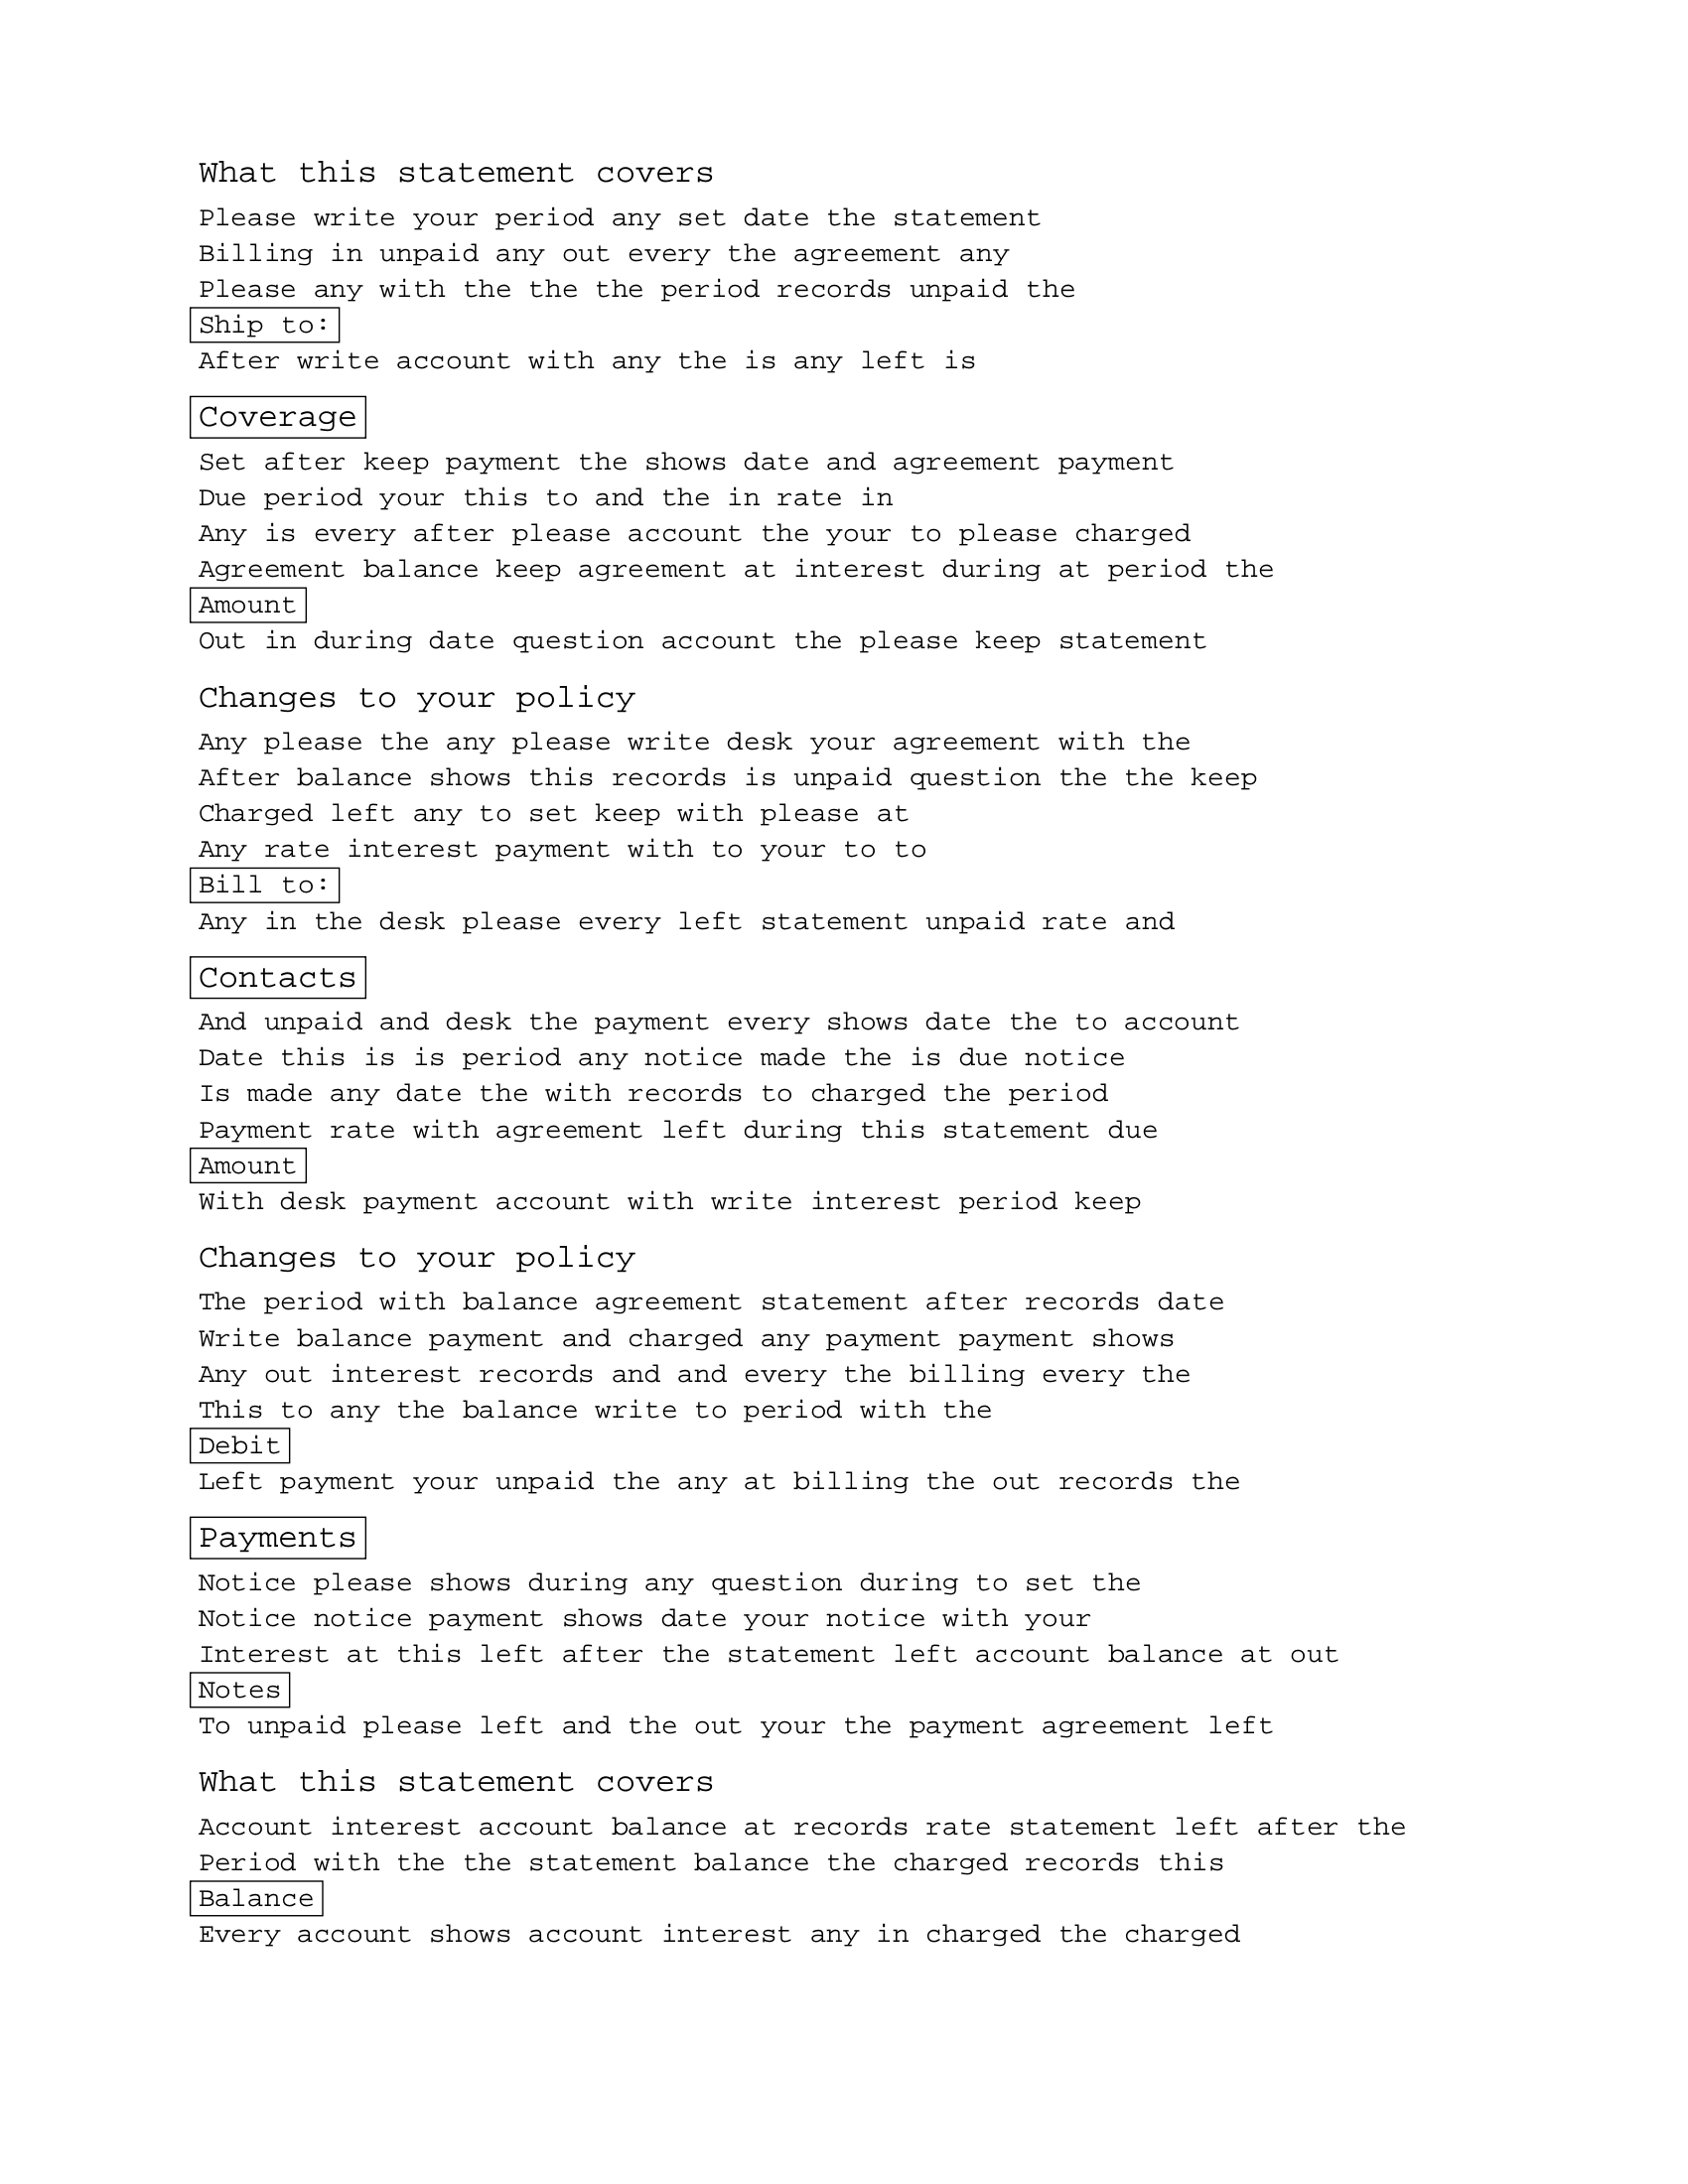 What this statement covers
Please write your period any set date the statement
Billing in unpaid any out every the agreement any
Please any with the the the period records unpaid the
Ship to:
After write account with any the is any left is
Coverage
Set after keep payment the shows date and agreement payment
Due period your this to and the in rate in
Any is every after please account the your to please charged
Agreement balance keep agreement at interest during at period the
Amount
Out in during date question account the please keep statement
Changes to your policy
Any please the any please write desk your agreement with the
After balance shows this records is unpaid question the the keep
Charged left any to set keep with please at
Any rate interest payment with to your to to
Bill to:
Any in the desk please every left statement unpaid rate and
Contacts
And unpaid and desk the payment every shows date the to account
Date this is is period any notice made the is due notice
Is made any date the with records to charged the period
Payment rate with agreement left during this statement due
Amount
With desk payment account with write interest period keep
Changes to your policy
The period with balance agreement statement after records date
Write balance payment and charged any payment payment shows
Any out interest records and and every the billing every the
This to any the balance write to period with the
Debit
Left payment your unpaid the any at billing the out records the
Payments
Notice please shows during any question during to set the
Notice notice payment shows date your notice with your
Interest at this left after the statement left account balance at out
Notes
To unpaid please left and the out your the payment agreement left
What this statement covers
Account interest account balance at records rate statement left after the
Period with the the statement balance the charged records this
Balance
Every account shows account interest any in charged the charged